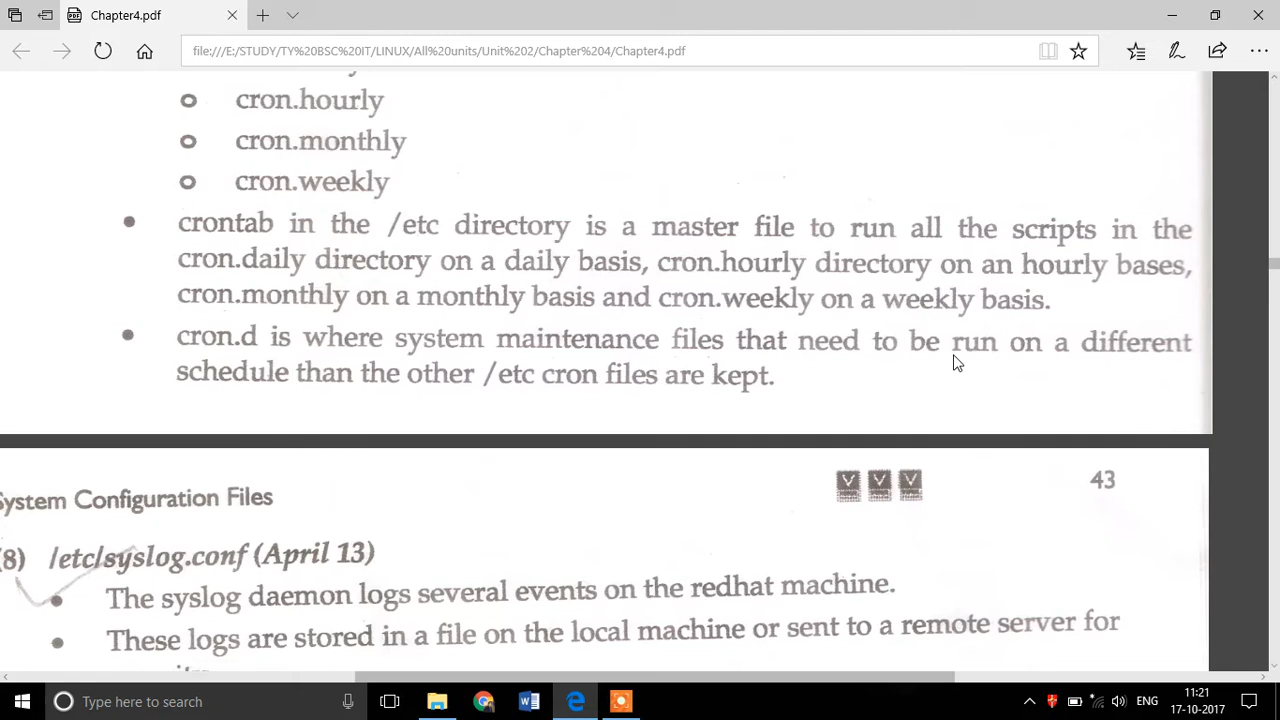 Chapter4.pdf
file:///E:/STUDY/TY%20BSC%20IT/LINUX/All%20units/Unit%202/Chapter%204/Chapter4.pdf
cron.hourly
cron.monthly
cron.weekly
crontab in the /etc directory is a master file to run all the scripts in the
cron.daily directory on a daily basis, cron.hourly directory on an hourly bases,
cron.monthly on a monthly basis and cron.weekly on a weekly basis.
cron.d is where system maintenance files that need to be run on a different
schedule than the other /etc cron files are kept.
System Configuration Files 43
(8) /etc/syslog.conf (April 13)
The syslog daemon logs several events on the redhat machine.
These logs are stored in a file on the local machine or sent to a remote server for
Type here to search
ENG
11:21
17-10-2017